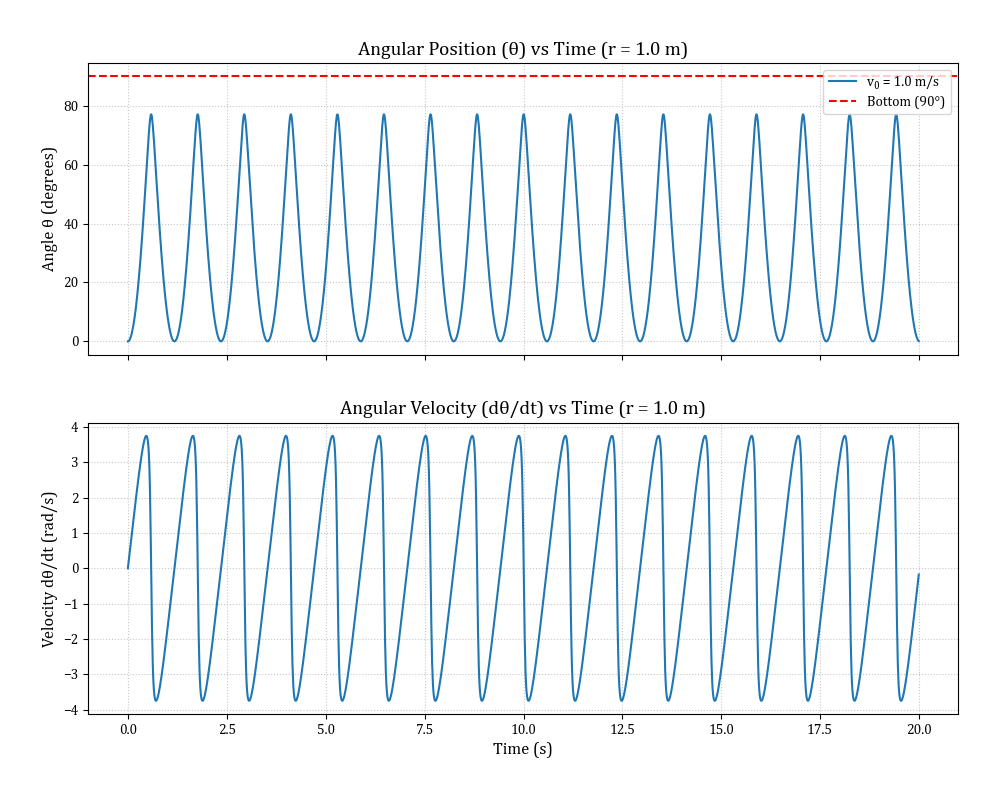 Angular Position (θ) vs Time (r = 1.0 m)
v₀ = 1.0 m/s
Bottom (90°)
80
60
40
20
0
Angle θ (degrees)
Angular Velocity (dθ/dt) vs Time (r = 1.0 m)
4
3
2
1
0
−1
−2
−3
−4
Velocity dθ/dt (rad/s)
0.0 2.5 5.0 7.5 10.0 12.5 15.0 17.5 20.0
Time (s)